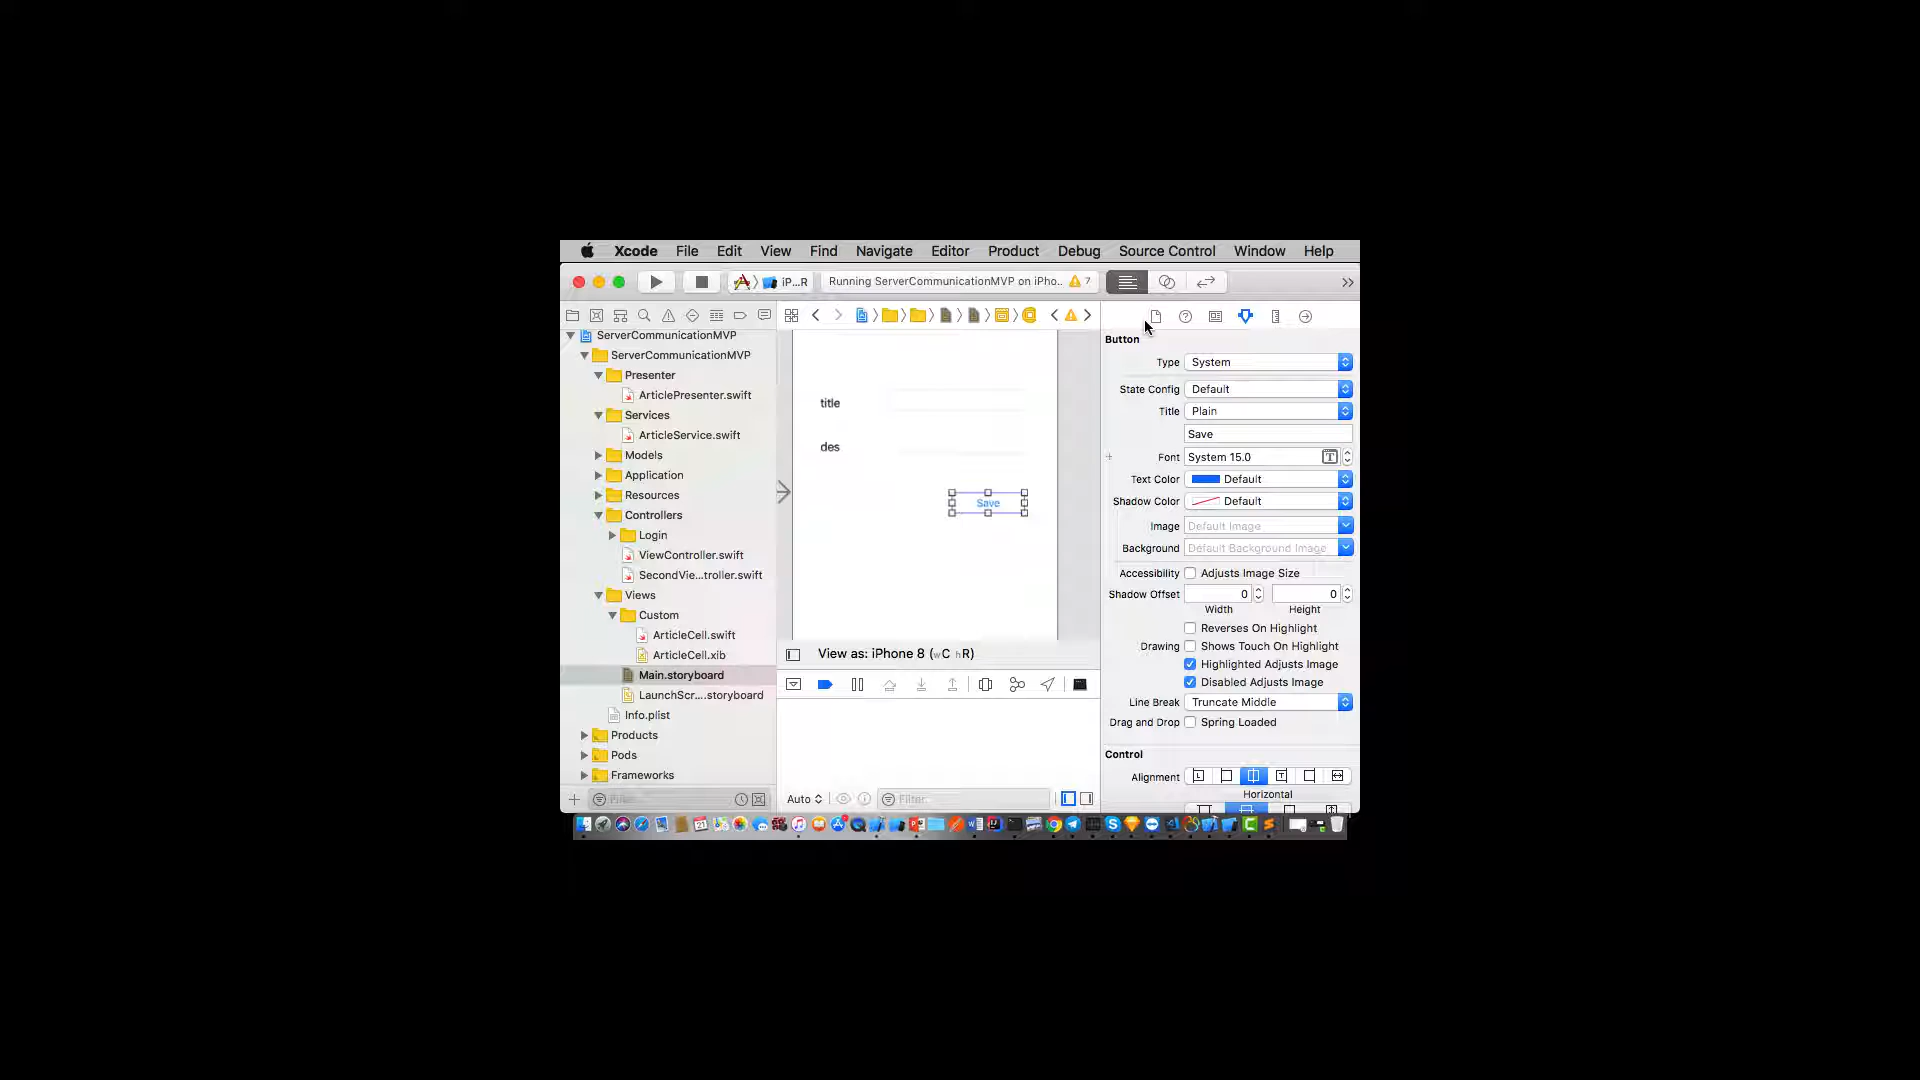 Xcode File Edit View Find Navigate Editor Product Debug Source Control Window Help
iP...R Running ServerCommunicationMVP on iPho... 7
ServerCommunicationMVP
ServerCommunicationMVP
Presenter
ArticlePresenter.swift
Services
ArticleService.swift
Models
Application
Resources
Controllers
Login
ViewController.swift
SecondVie...troller.swift
Views
Custom
ArticleCell.swift
ArticleCell.xib
Main.storyboard
LaunchScr....storyboard
Info.plist
Products
Pods
Frameworks
Filter
title
des
Save
View as: iPhone 8 (wC hR)
Auto
Filter
Button
Type System
State Config Default
Title Plain
Save
Font System 15.0
Text Color Default
Shadow Color Default
Image Default Image
Background Default Background Image
Accessibility Adjusts Image Size
Shadow Offset 0 0
Width Height
Reverses On Highlight
Drawing Shows Touch On Highlight
Highlighted Adjusts Image
Disabled Adjusts Image
Line Break Truncate Middle
Drag and Drop Spring Loaded
Control
Alignment
Horizontal